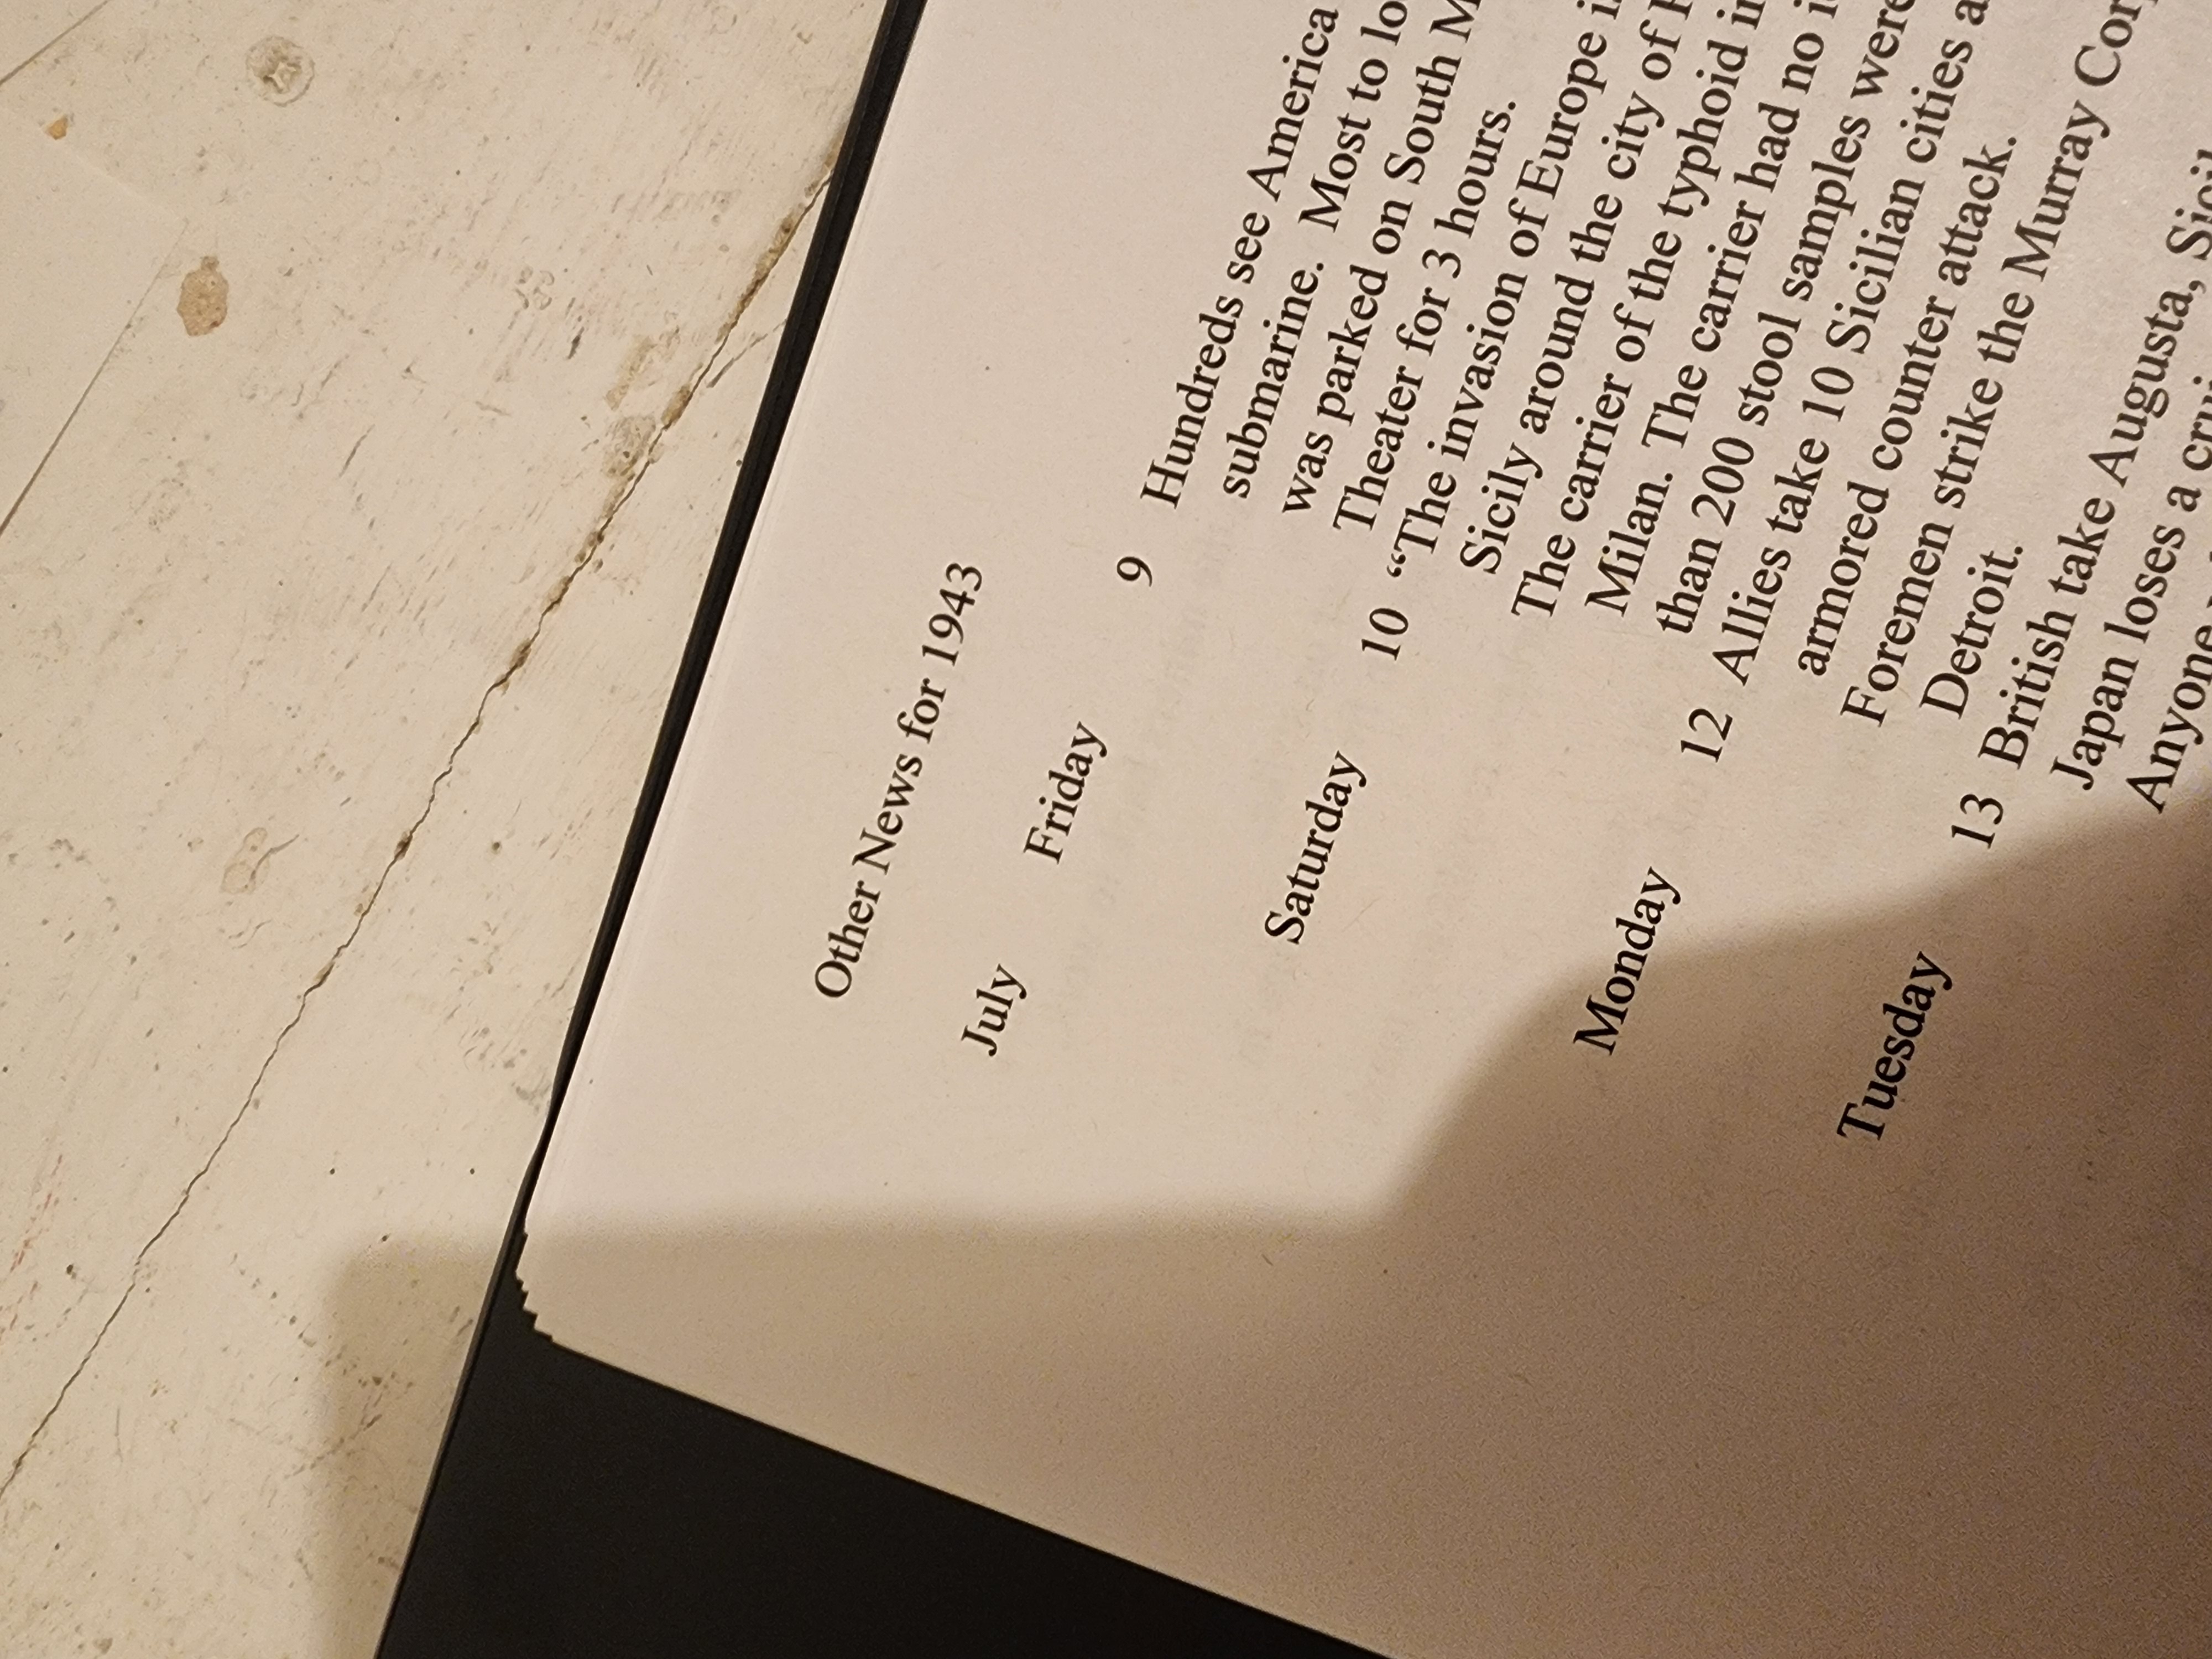 Other News for 1943
July Friday 9 Hundreds see America
submarine. Most to
was parked on South
Theater for 3 hours.
Saturday 10 “The invasion of Europe
Sicily around the city of
The carrier of the typhoid
Milan. The carrier had no
than 200 stool samples were
Monday 12 Allies take 10 Sicilian cities
armored counter attack.
Foremen strike the Murray
Detroit.
Tuesday 13 British take Augusta,
Japan loses a
Anyone